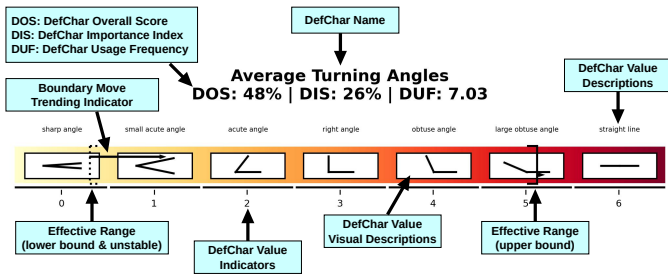 DOS: DefChar Overall Score
DIS: DefChar Importance Index
DUF: DefChar Usage Frequency
DefChar Name
Average Turning Angles
DOS: 48% | DIS: 26% | DUF: 7.03
DefChar Value
Descriptions
Boundary Move
Trending Indicator
sharp angle
small acute angle
acute angle
right angle
obtuse angle
large obtuse angle
straight line
0
1
2
3
4
5
6
Effective Range
(lower bound & unstable)
DefChar Value
Indicators
DefChar Value
Visual Descriptions
Effective Range
(upper bound)